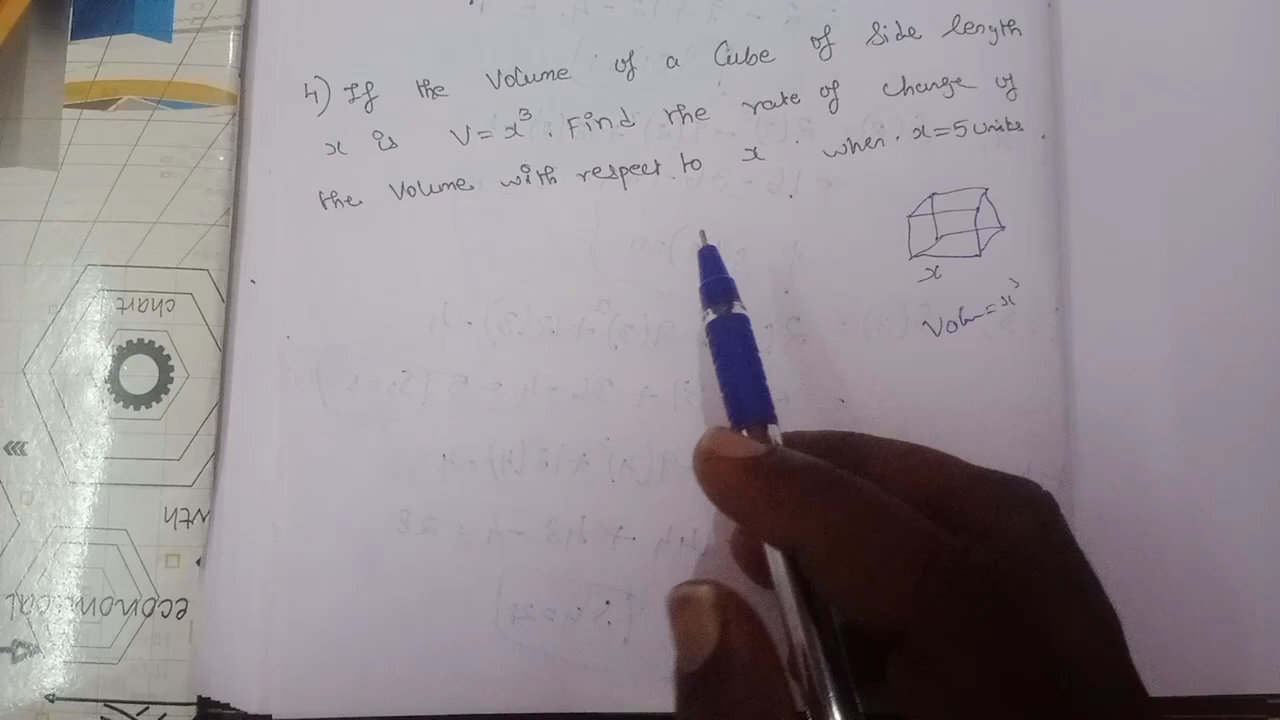 4) If the Volume of a Cube of Side length
x is V = x³. Find the rate of change of
the Volume with respect to x when x = 5 units.
x
Volu = x³
chart
economical